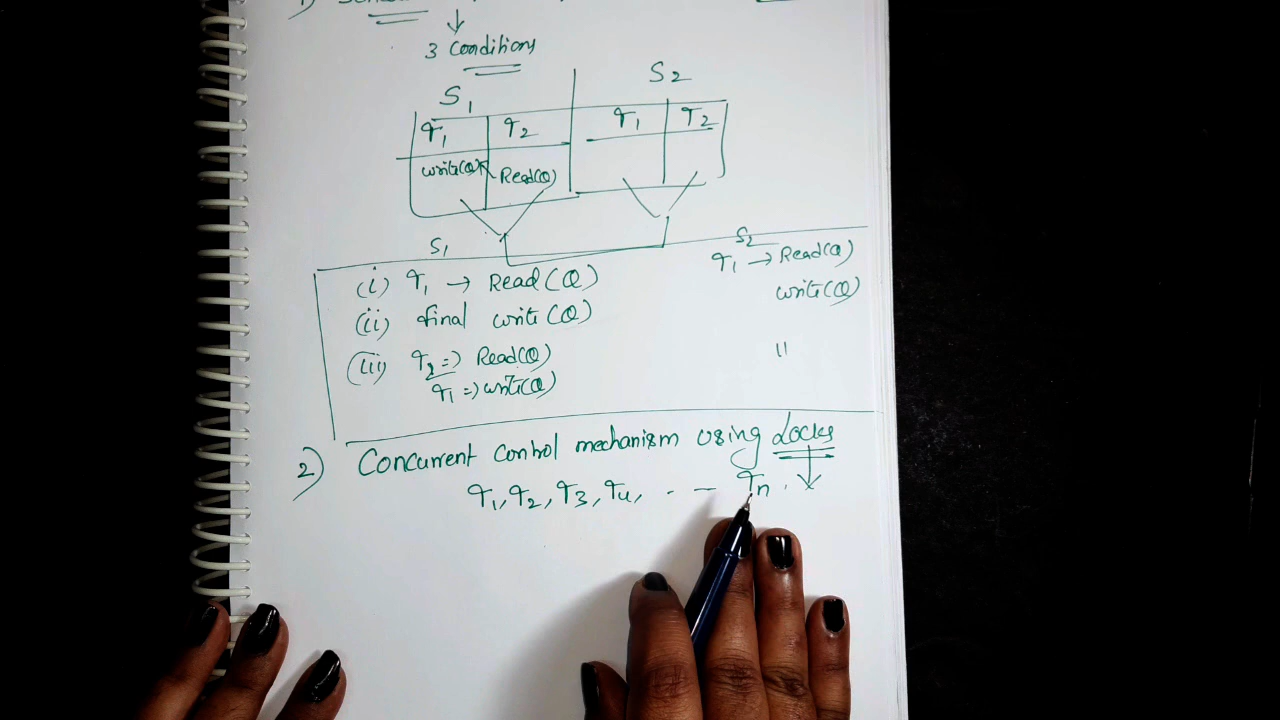 1)
↓
3 Conditions
S1 S2
T1 T2 T1 T2
write(Q) Read(Q)
S1 S2
(i) T1 → Read(Q) T1 → Read(Q)
write(Q)
(ii) final write(Q)
(iii) T2 => Read(Q) "
T1 => write(Q)
2) Concurrent control mechanism using Locks
T1, T2, T3, T4, . - - Tn .